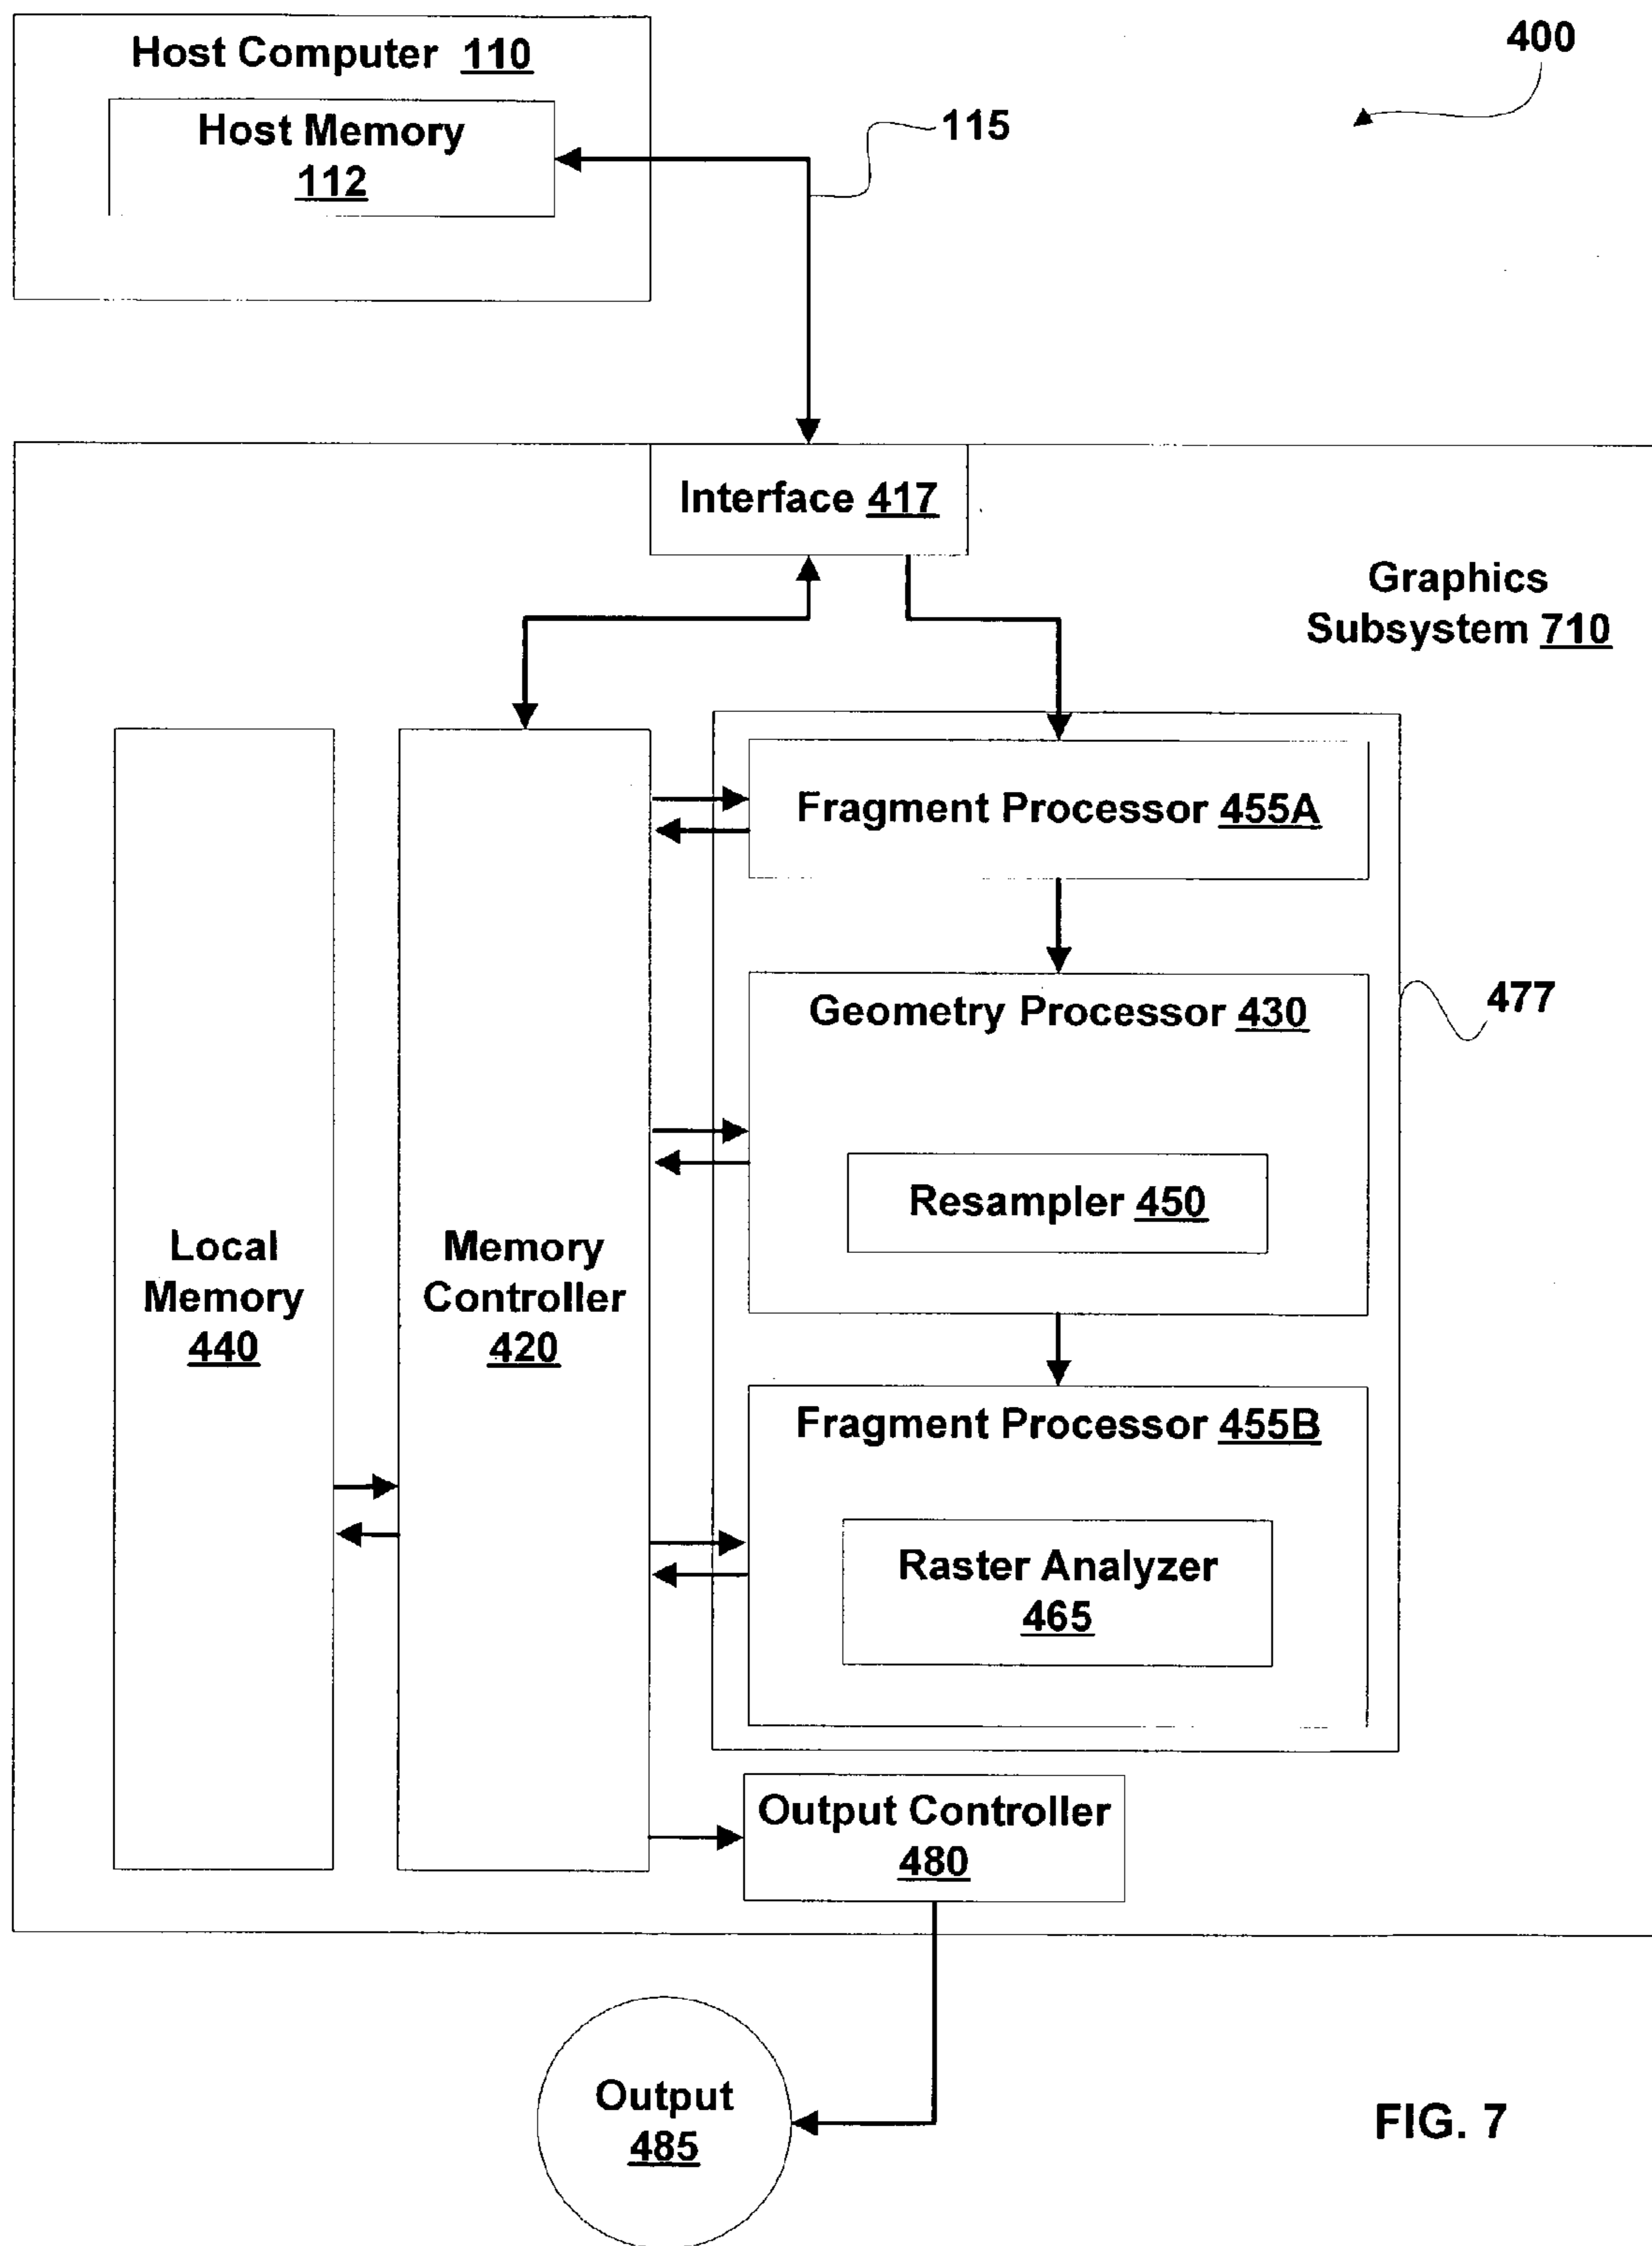 Host Computer 110
400
Host Memory
112
115
Interface 417
Graphics
Subsystem 710
Fragment Processor 455A
Geometry Processor 430
477
Resampler 450
Local
Memory
440
Memory
Controller
420
Fragment Processor 455B
Raster Analyzer
465
Output Controller
480
Output
485
FIG. 7